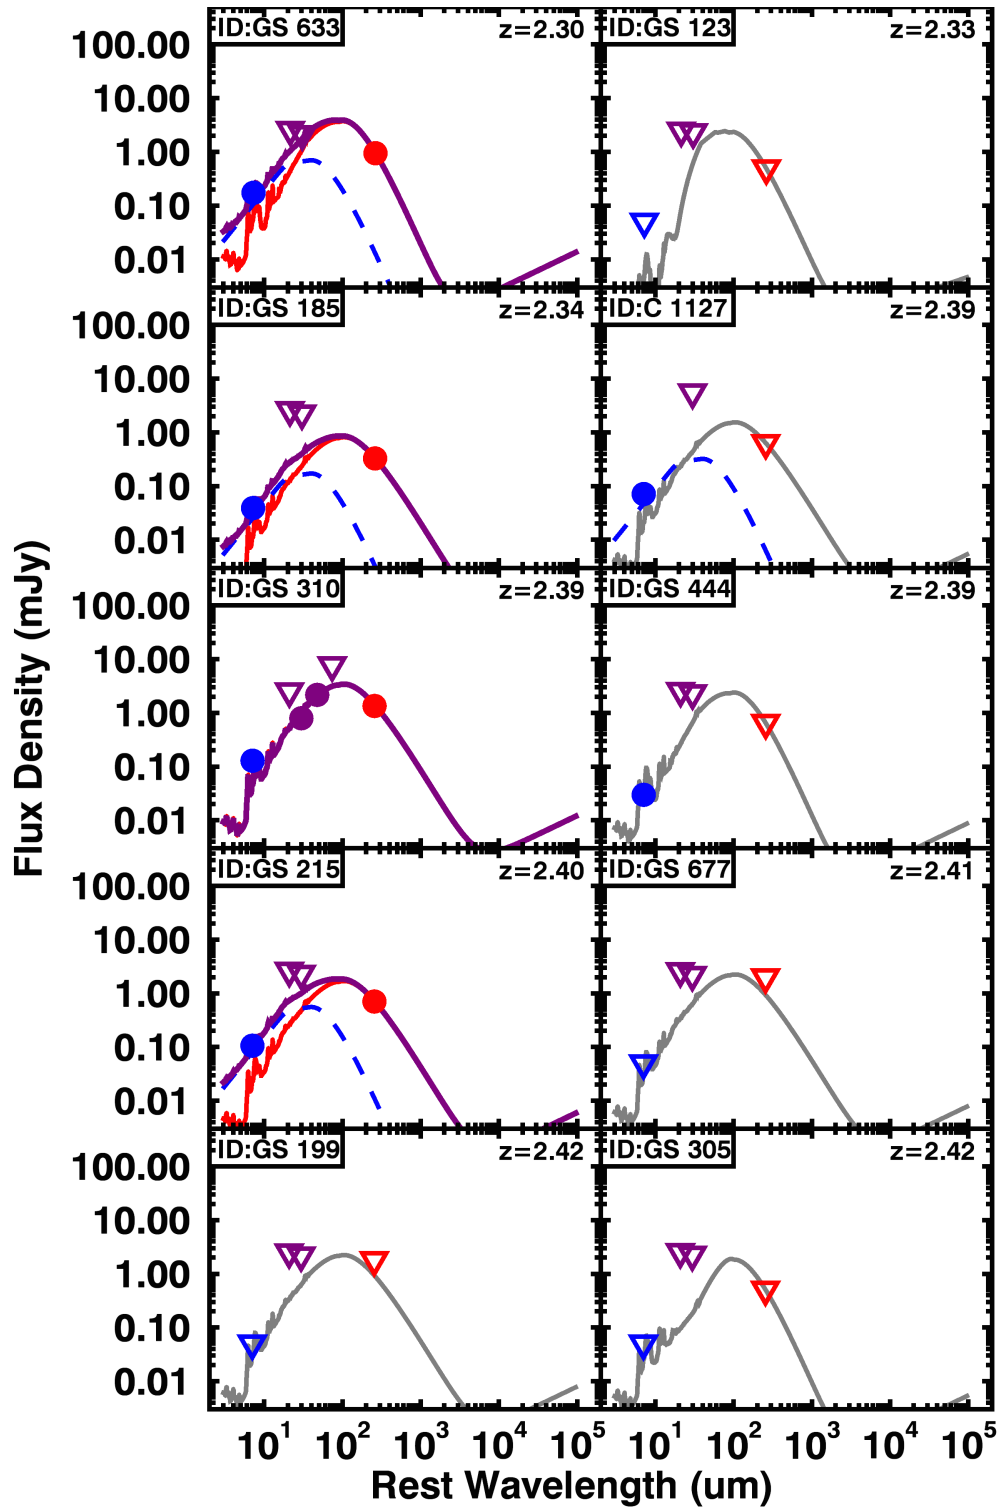 ID:GS 633 z=2.30
ID:GS 123 z=2.33
100.00
10.00
1.00
0.10
0.01
ID:GS 185 z=2.34
ID:C 1127 z=2.39
100.00
10.00
1.00
0.10
0.01
ID:GS 310 z=2.39
ID:GS 444 z=2.39
100.00
10.00
1.00
0.10
0.01
ID:GS 215 z=2.40
ID:GS 677 z=2.41
100.00
10.00
1.00
0.10
0.01
ID:GS 199 z=2.42
ID:GS 305 z=2.42
100.00
10.00
1.00
0.10
0.01
Flux Density (mJy)
10¹ 10² 10³ 10⁴ 10⁵ 10¹ 10² 10³ 10⁴ 10⁵
Rest Wavelength (um)